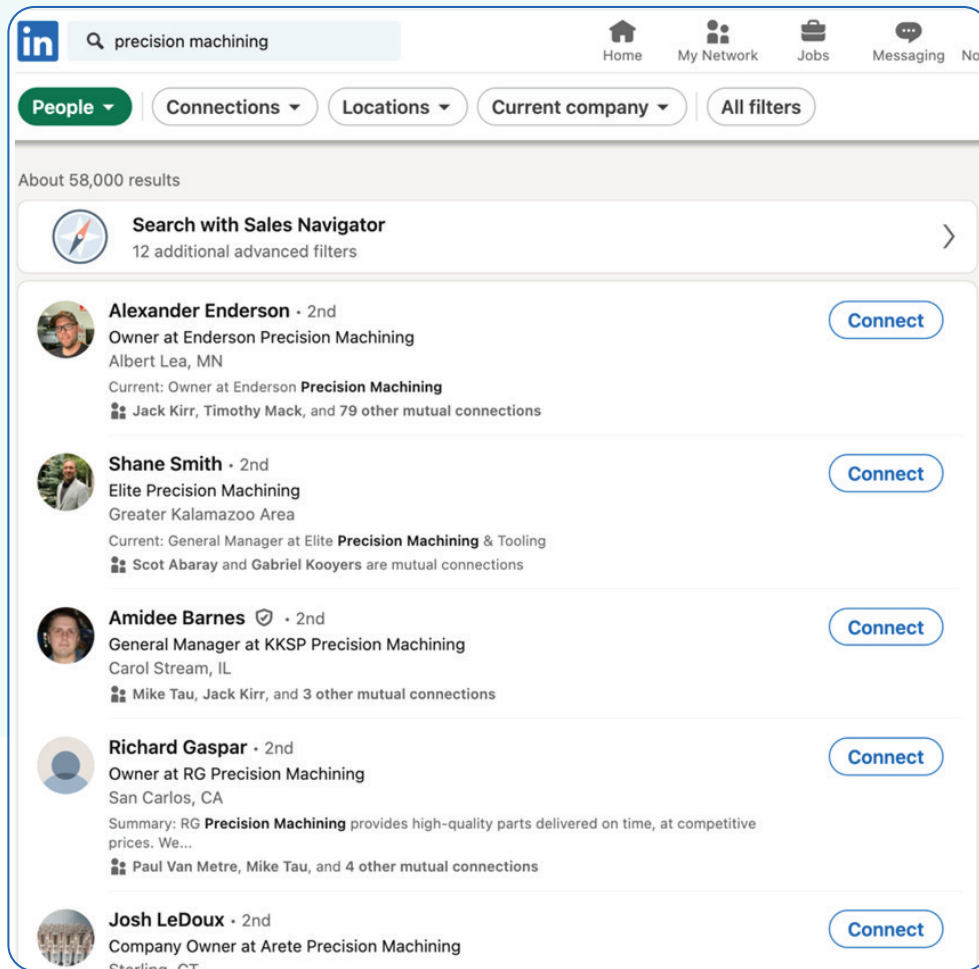 in precision machining
Home My Network Jobs Messaging No
People Connections Locations Current company All filters
About 58,000 results
Search with Sales Navigator
12 additional advanced filters
Alexander Enderson • 2nd
Connect
Owner at Enderson Precision Machining
Albert Lea, MN
Current: Owner at Enderson Precision Machining
Jack Kirr, Timothy Mack, and 79 other mutual connections
Shane Smith • 2nd
Connect
Elite Precision Machining
Greater Kalamazoo Area
Current: General Manager at Elite Precision Machining & Tooling
Scot Abaray and Gabriel Kooyers are mutual connections
Amidee Barnes • 2nd
Connect
General Manager at KKSP Precision Machining
Carol Stream, IL
Mike Tau, Jack Kirr, and 3 other mutual connections
Richard Gaspar • 2nd
Connect
Owner at RG Precision Machining
San Carlos, CA
Summary: RG Precision Machining provides high-quality parts delivered on time, at competitive
prices. We...
Paul Van Metre, Mike Tau, and 4 other mutual connections
Josh LeDoux • 2nd
Connect
Company Owner at Arete Precision Machining
Sterling, CT